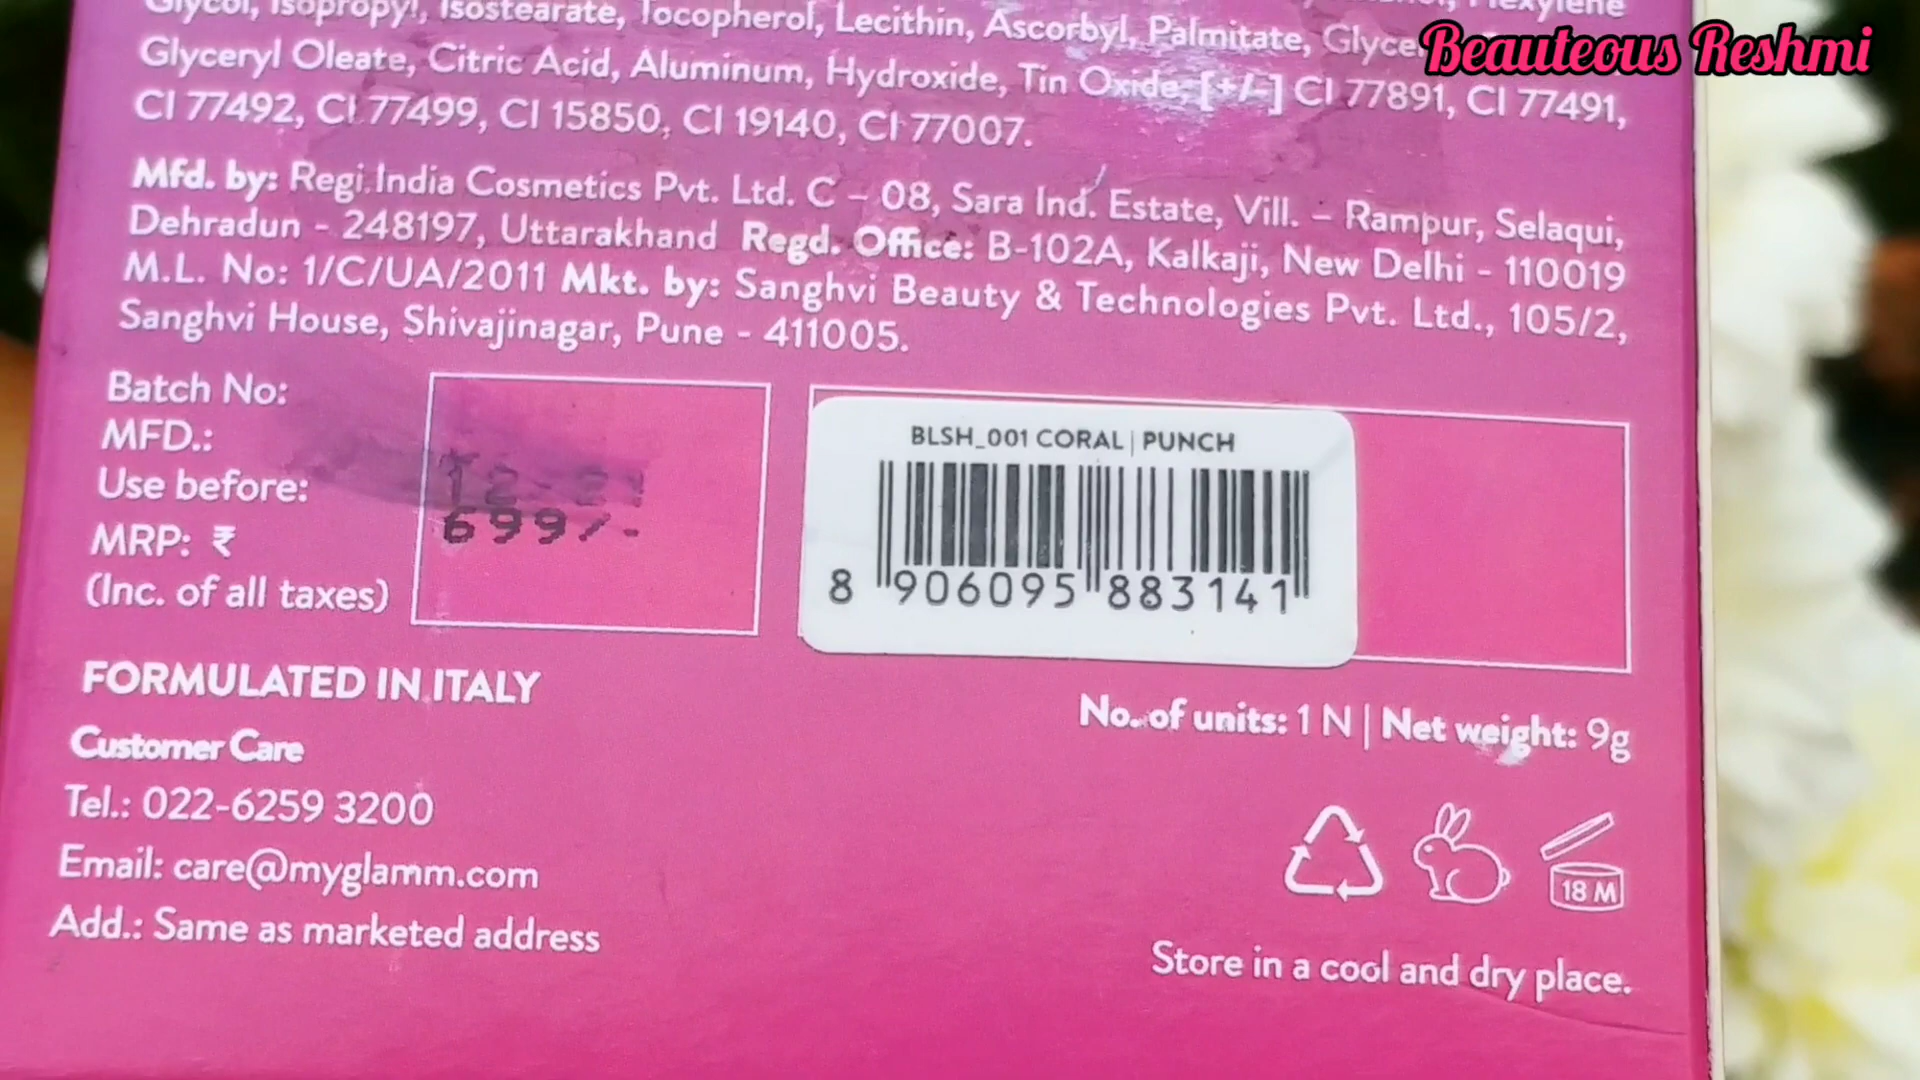 Beauteous Reshmi
Glycol, Isopropyl, Isostearate, Tocopherol, Lecithin, Ascorbyl, Palmitate,
Glyceryl Oleate, Citric Acid, Aluminum, Hydroxide, Tin Oxide, [+/-] CI 77891, CI 77491,
CI 77492, CI 77499, CI 15850, CI 19140, CI 77007.
Mfd. by: Regi.India Cosmetics Pvt. Ltd. C – 08, Sara Ind. Estate, Vill. – Rampur, Selaqui,
Dehradun - 248197, Uttarakhand Regd. Office: B-102A, Kalkaji, New Delhi - 110019
M.L. No: 1/C/UA/2011 Mkt. by: Sanghvi Beauty & Technologies Pvt. Ltd., 105/2,
Sanghvi House, Shivajinagar, Pune - 411005.
Batch No:
MFD.:
Use before:
MRP: ₹
699/-
(Inc. of all taxes)
BLSH_001 CORAL | PUNCH
8 906095 883141
FORMULATED IN ITALY
Customer Care
Tel.: 022-6259 3200
Email: care@myglamm.com
Add.: Same as marketed address
No. of units: 1 N | Net weight: 9g
18 M
Store in a cool and dry place.